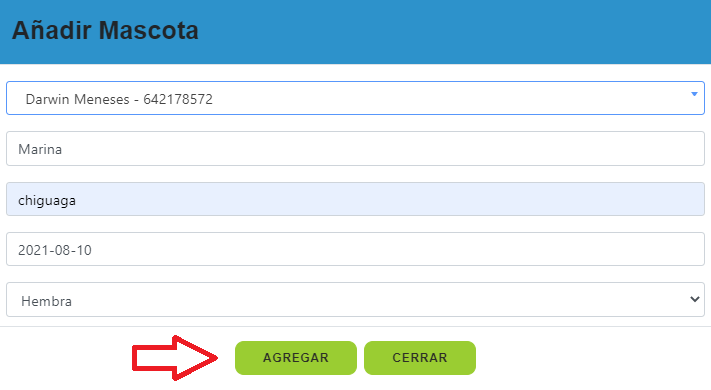 Añadir Mascota
Darwin Meneses - 642178572
Marina
chiguaga
2021-08-10
Hembra
AGREGAR CERRAR